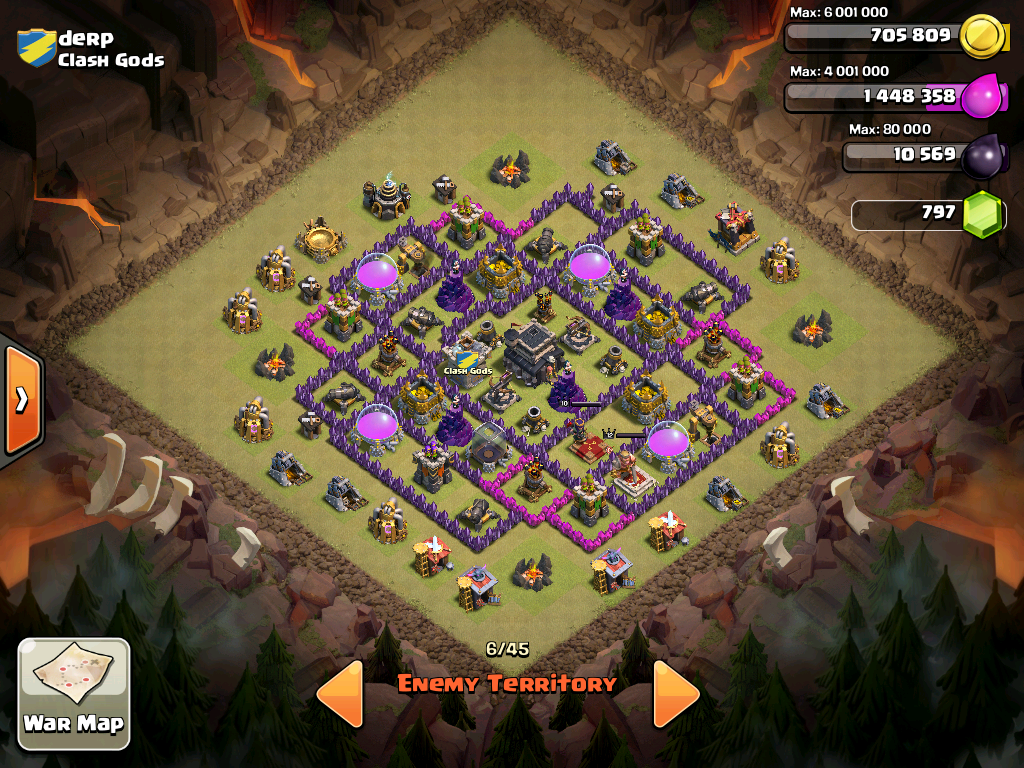 derp
Clash Gods
Max: 6 001 000
705 809
Max: 4 001 000
1 448 358
Max: 80 000
10 569
797
Clash Gods
10
6/45
Enemy Territory
War Map